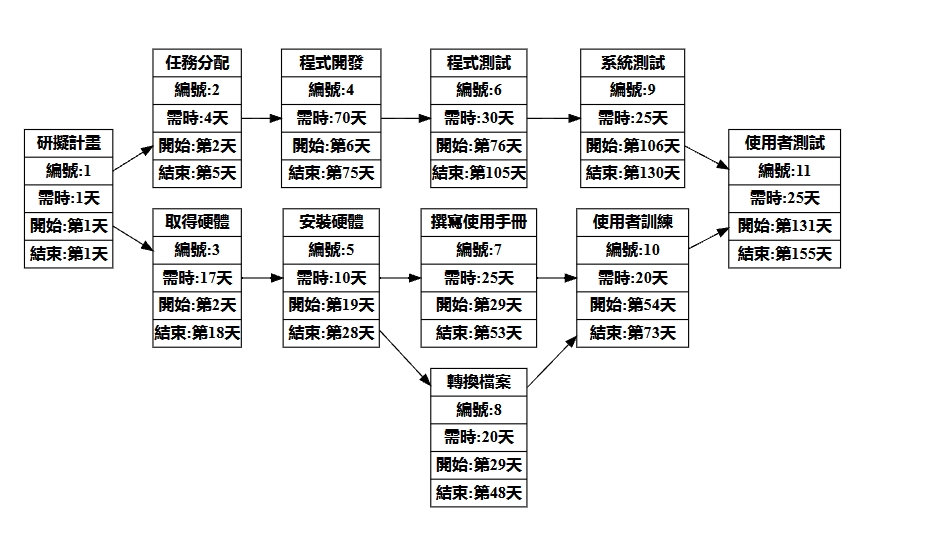 研擬計畫
編號:1
需時:1天
開始:第1天
結束:第1天
任務分配
編號:2
需時:4天
開始:第2天
結束:第5天
程式開發
編號:4
需時:70天
開始:第6天
結束:第75天
程式測試
編號:6
需時:30天
開始:第76天
結束:第105天
系統測試
編號:9
需時:25天
開始:第106天
結束:第130天
取得硬體
編號:3
需時:17天
開始:第2天
結束:第18天
安裝硬體
編號:5
需時:10天
開始:第19天
結束:第28天
撰寫使用手冊
編號:7
需時:25天
開始:第29天
結束:第53天
使用者訓練
編號:10
需時:20天
開始:第54天
結束:第73天
轉換檔案
編號:8
需時:20天
開始:第29天
結束:第48天
使用者測試
編號:11
需時:25天
開始:第131天
結束:第155天